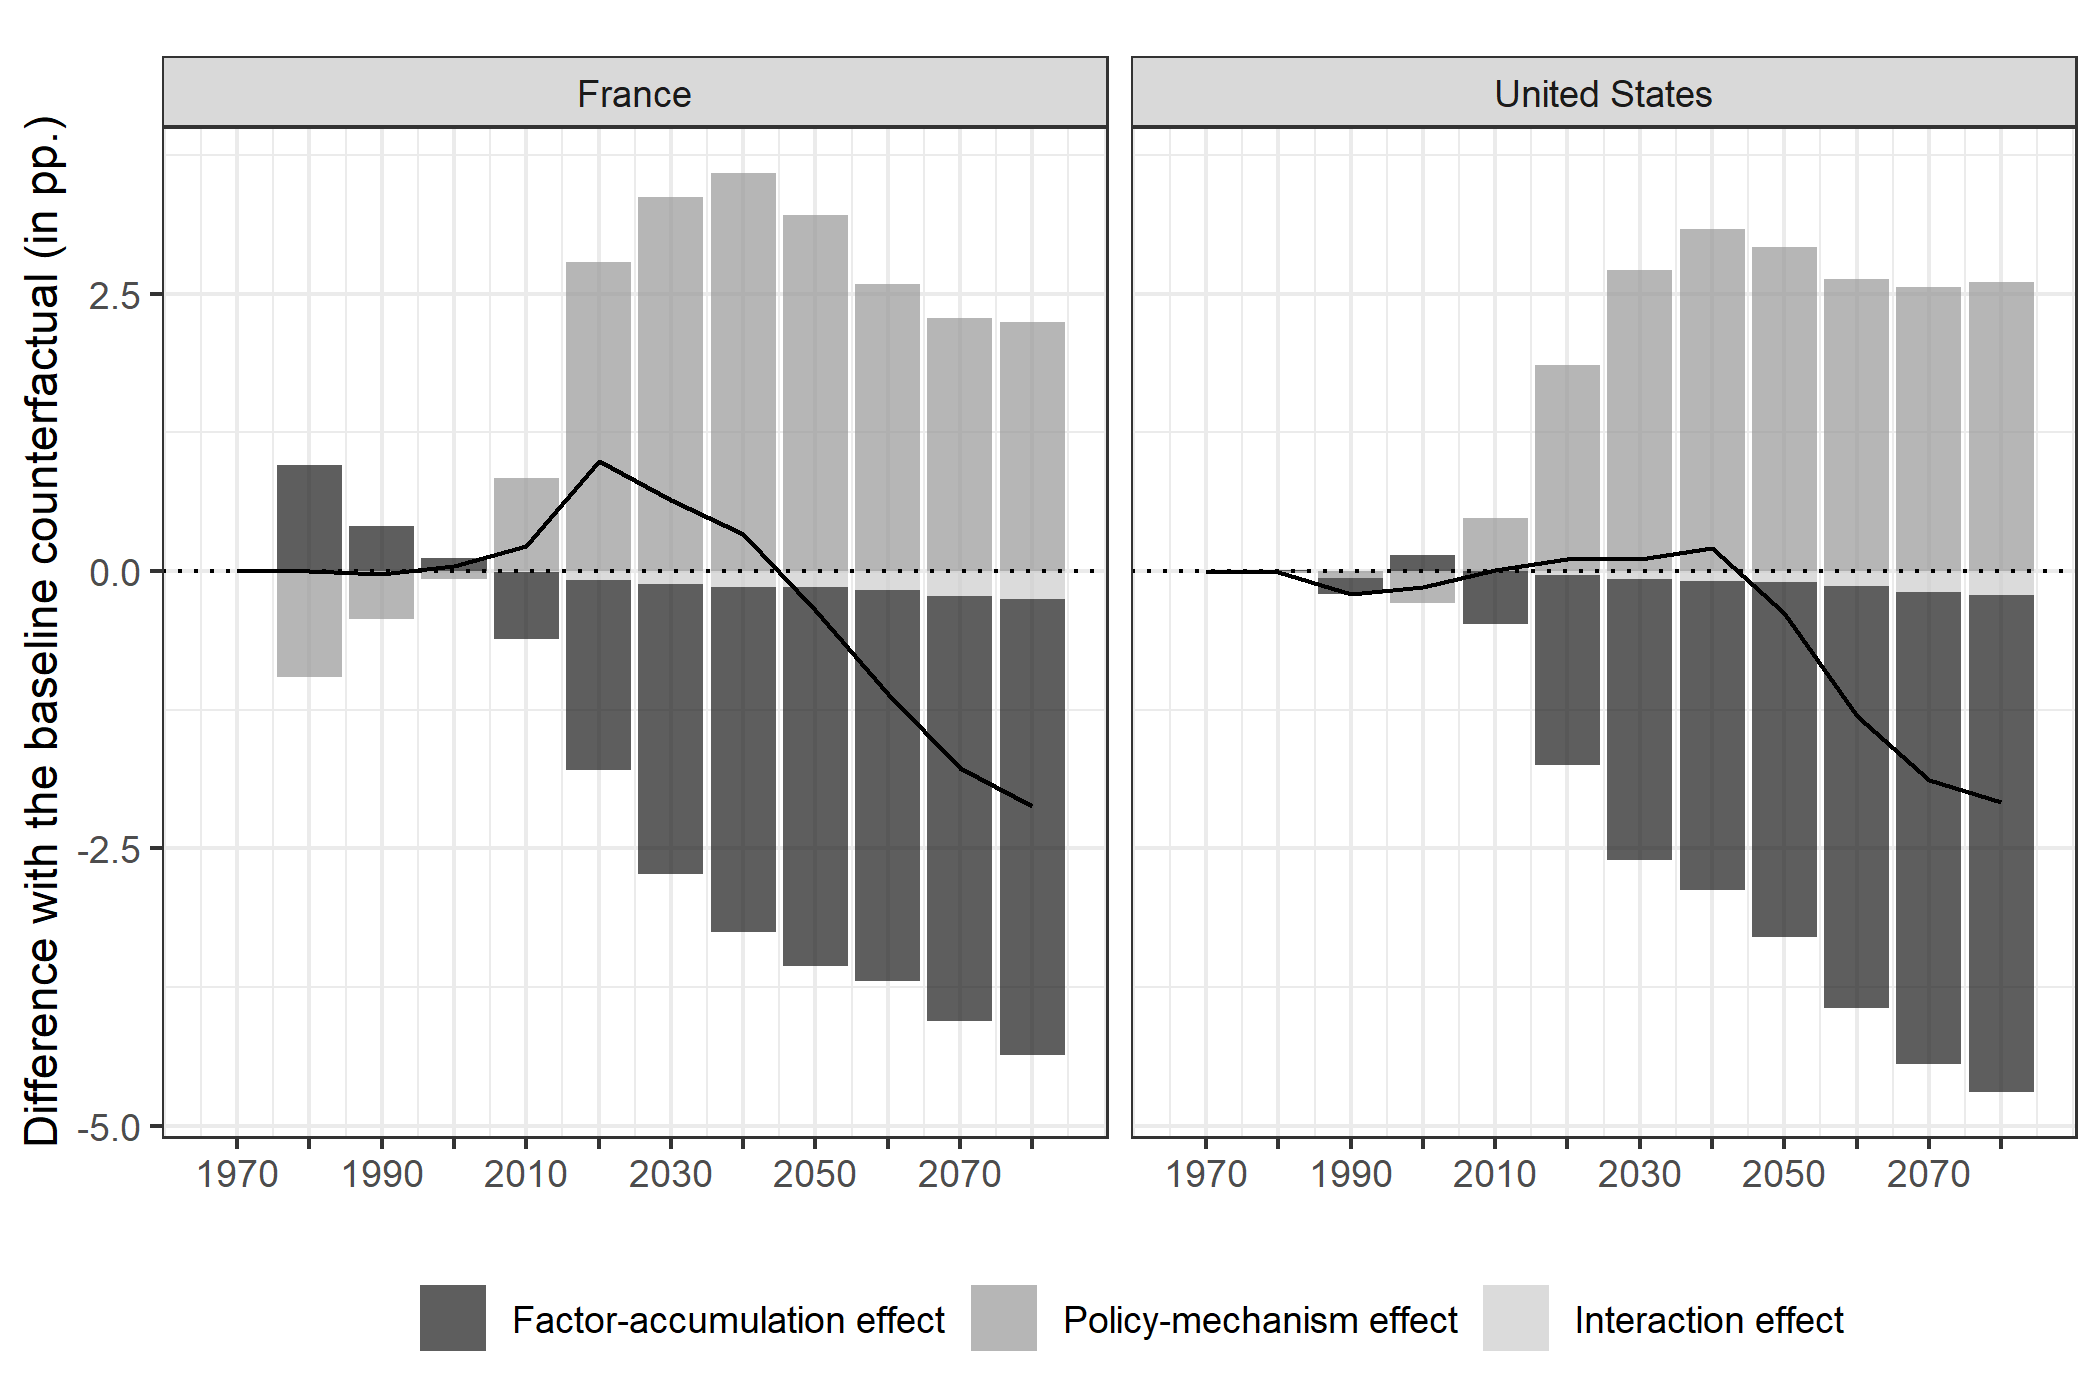 France
United States
Difference with the baseline counterfactual (in pp.)
2.5
0.0
-2.5
-5.0
1970 1990 2010 2030 2050 2070
1970 1990 2010 2030 2050 2070
Factor-accumulation effect
Policy-mechanism effect
Interaction effect